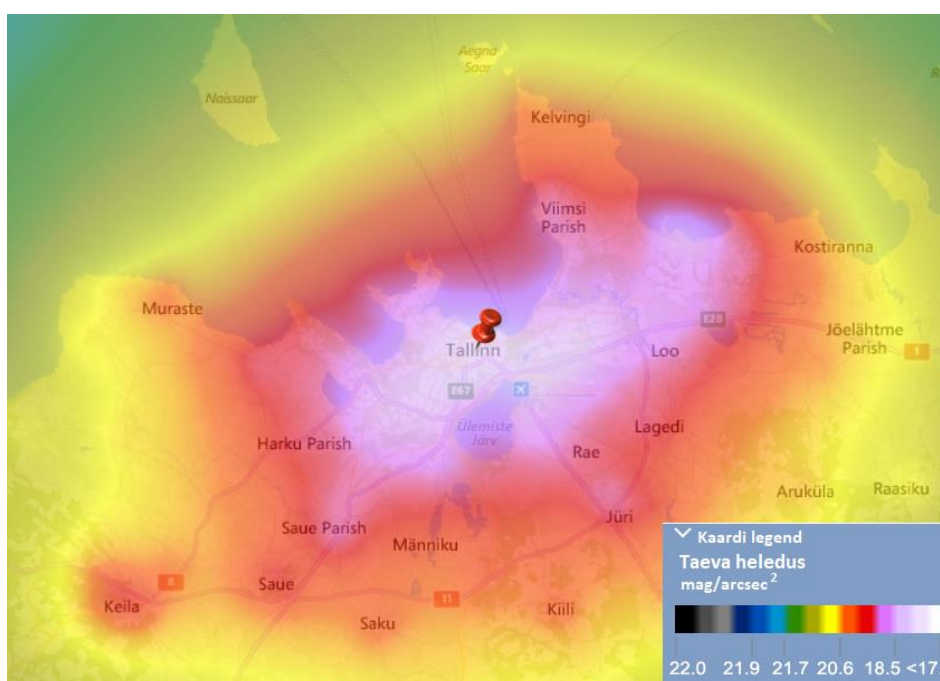 Aegna
Saar
Naissaar
Kelvingi
Viimsi
Parish
Kostiranna
Muraste
E20
Jõelähtme
Parish
1
Tallinn
Loo
E67
Ülemiste
Järv
Lagedi
Harku Parish
Rae
Aruküla
Raasiku
Saue Parish
Jüri
Männiku
Kaardi legend
Taeva heledus
mag/arcsec²
8
Keila
Saue
11
Saku
Kiili
22.0 21.9 21.7 20.6 18.5 <17